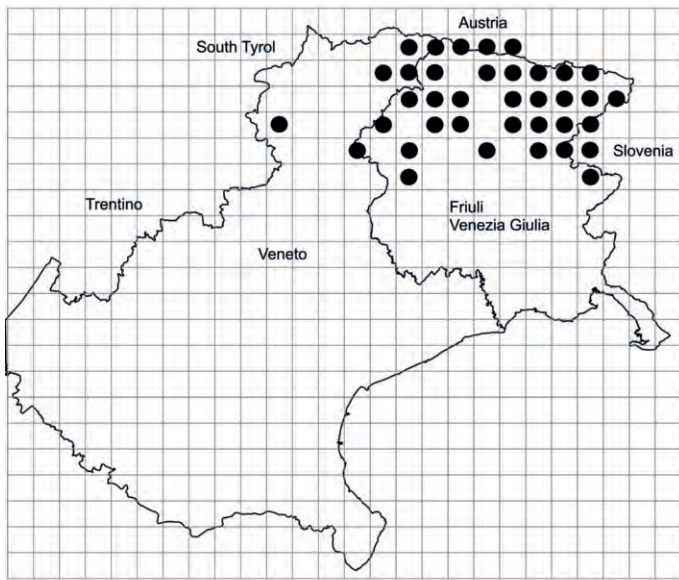 Austria
South Tyrol
Slovenia
Trentino
Friuli
Venezia Giulia
Veneto